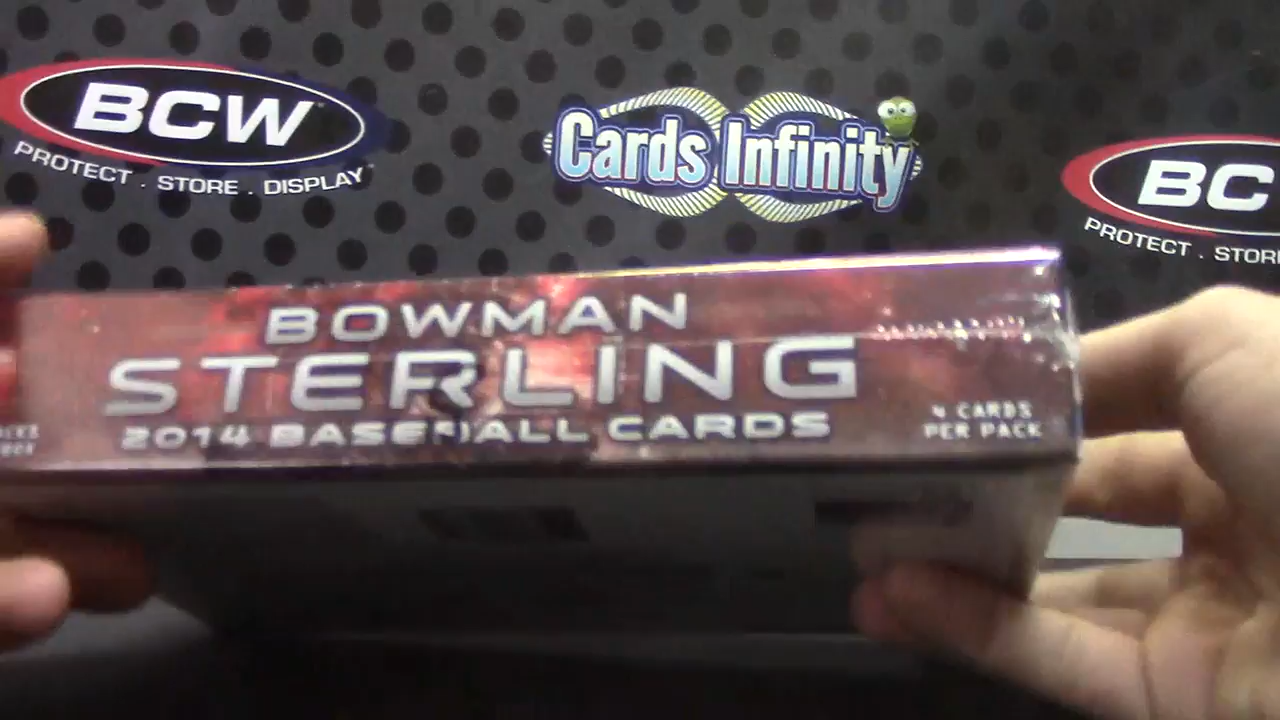 BCW
PROTECT . STORE . DISPLAY
Cards Infinity
BC
PROTECT . STOR
BOWMAN
STERLING
2014 BASEBALL CARDS
4 CARDS
PER PACK